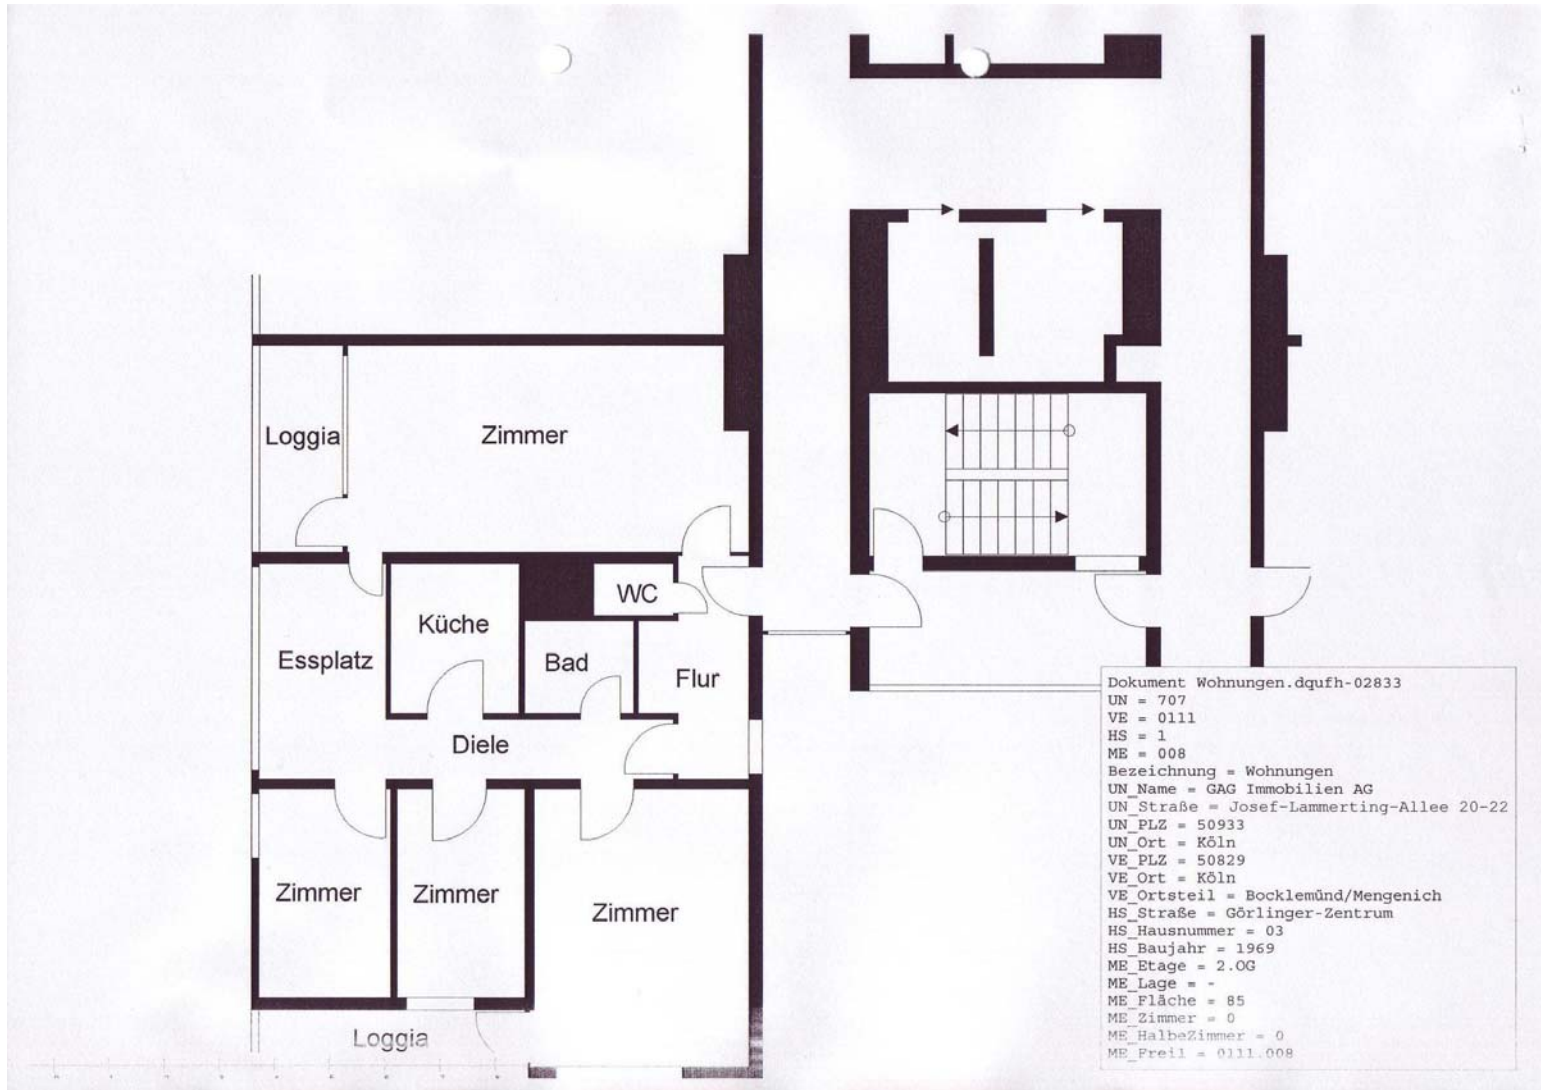 Loggia
Zimmer
WC
Küche
Essplatz
Bad
Flur
Diele
Zimmer
Zimmer
Zimmer
Loggia
Dokument Wohnungen.dqufh-02833
UN = 707
VE = 0111
HS = 1
ME = 008
Bezeichnung = Wohnungen
UN_Name = GAG Immobilien AG
UN_Straße = Josef-Lammerting-Allee 20-22
UN_PLZ = 50933
UN_Ort = Köln
VE_PLZ = 50829
VE_Ort = Köln
VE_Ortsteil = Bocklemünd/Mengenich
HS_Straße = Görlinger-Zentrum
HS_Hausnummer = 03
HS_Baujahr = 1969
ME_Etage = 2.OG
ME_Lage = -
ME_Fläche = 85
ME_Zimmer = 0
ME_HalbeZimmer = 0
ME_Frei1 = 0111.008